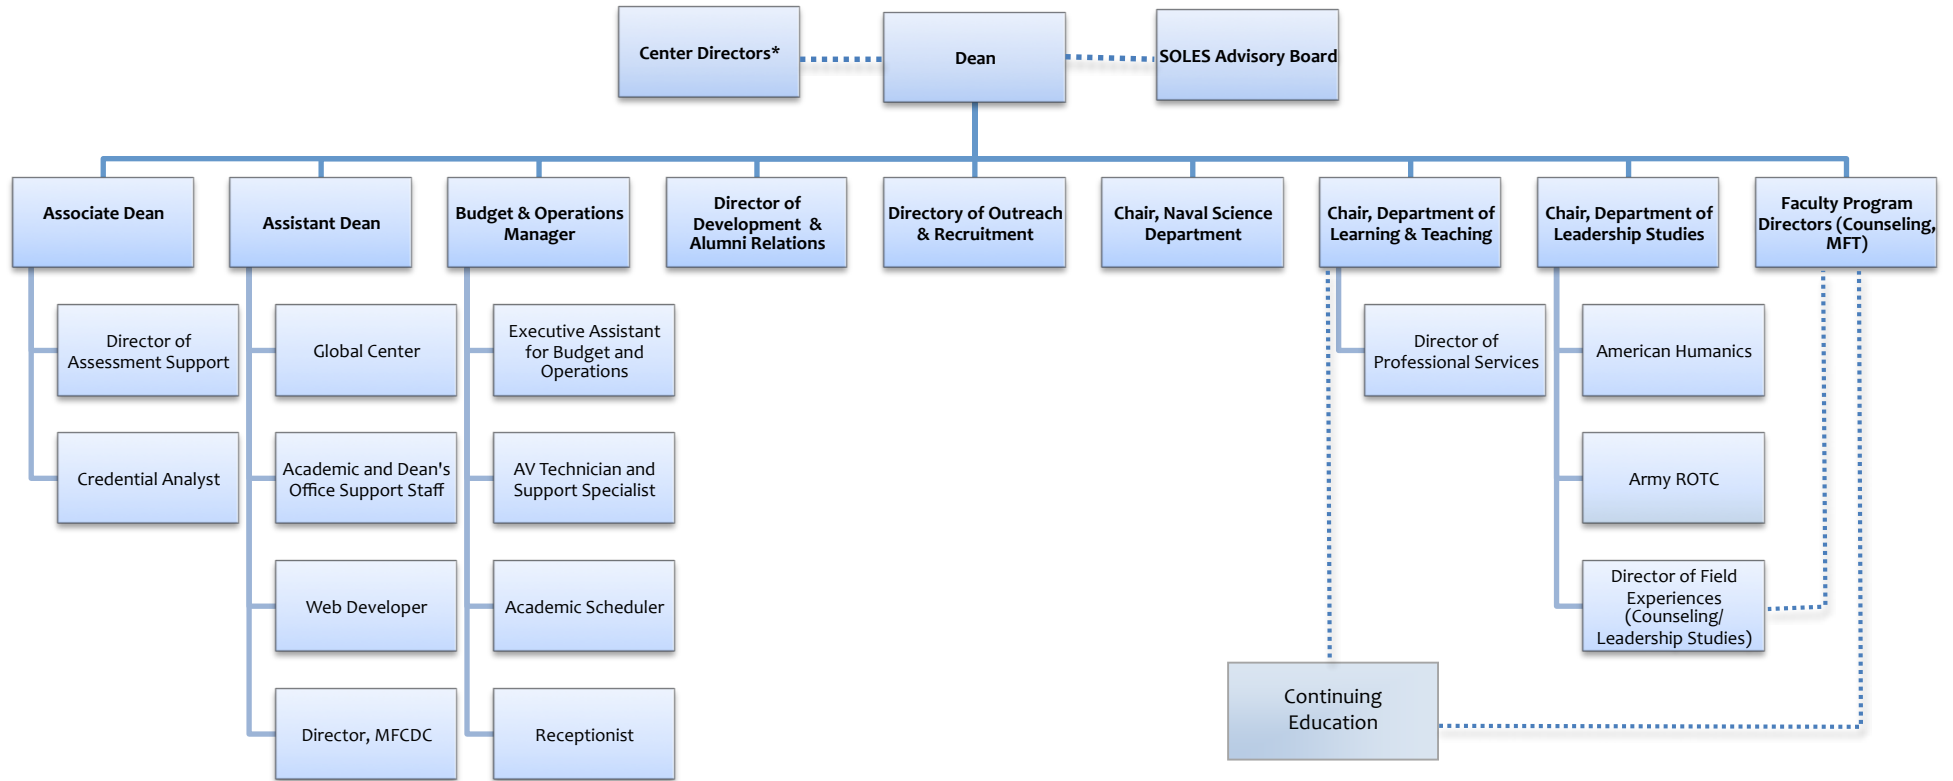 Center Directors*
Dean
SOLES Advisory Board
Associate Dean
Assistant Dean
Budget & Operations
Manager
Director of
Development &
Alumni Relations
Directory of Outreach
& Recruitment
Chair, Naval Science
Department
Chair, Department of
Learning & Teaching
Chair, Department of
Leadership Studies
Faculty Program
Directors (Counseling,
MFT)
Director of
Assessment Support
Credential Analyst
Global Center
Academic and Dean's
Office Support Staff
Web Developer
Director, MFCDC
Executive Assistant
for Budget and
Operations
AV Technician and
Support Specialist
Academic Scheduler
Receptionist
Director of
Professional Services
American Humanics
Army ROTC
Director of Field
Experiences
(Counseling/
Leadership Studies)
Continuing
Education